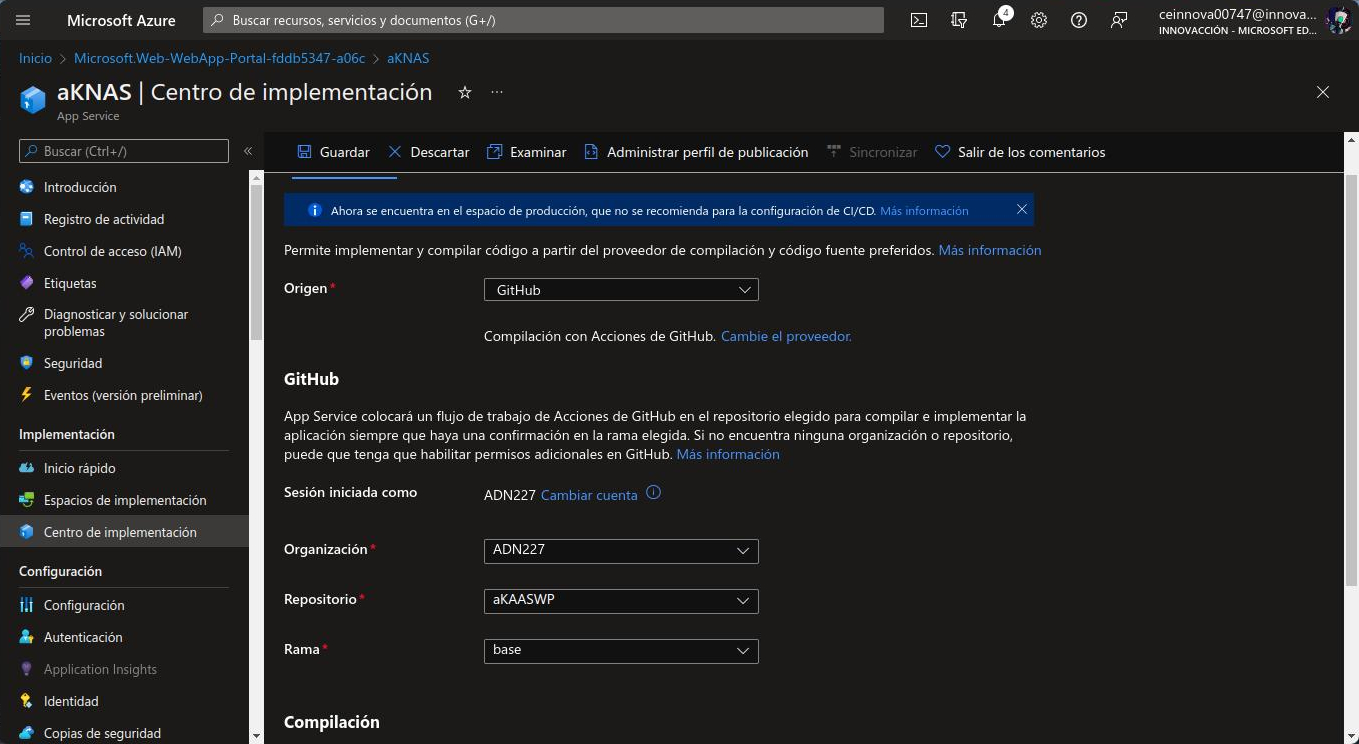 Microsoft Azure
Buscar recursos, servicios y documentos (G+/)
4
ceinnova00747@innova...
INNOVACCIÓN - MICROSOFT ED...
Inicio > Microsoft.Web-WebApp-Portal-fddb5347-a06c > aKNAS
aKNAS | Centro de implementación
App Service
Buscar (Ctrl+/)
Introducción
Registro de actividad
Control de acceso (IAM)
Etiquetas
Diagnosticar y solucionar
problemas
Seguridad
Eventos (versión preliminar)
Implementación
Inicio rápido
Espacios de implementación
Centro de implementación
Configuración
Configuración
Autenticación
Application Insights
Identidad
Copias de seguridad
Guardar Descartar Examinar Administrar perfil de publicación Sincronizar Salir de los comentarios
Ahora se encuentra en el espacio de producción, que no se recomienda para la configuración de CI/CD. Más información
Permite implementar y compilar código a partir del proveedor de compilación y código fuente preferidos. Más información
Origen* GitHub
Compilación con Acciones de GitHub. Cambie el proveedor.
GitHub
App Service colocará un flujo de trabajo de Acciones de GitHub en el repositorio elegido para compilar e implementar la
aplicación siempre que haya una confirmación en la rama elegida. Si no encuentra ninguna organización o repositorio,
puede que tenga que habilitar permisos adicionales en GitHub. Más información
Sesión iniciada como ADN227 Cambiar cuenta
Organización* ADN227
Repositorio* aKAASWP
Rama* base
Compilación